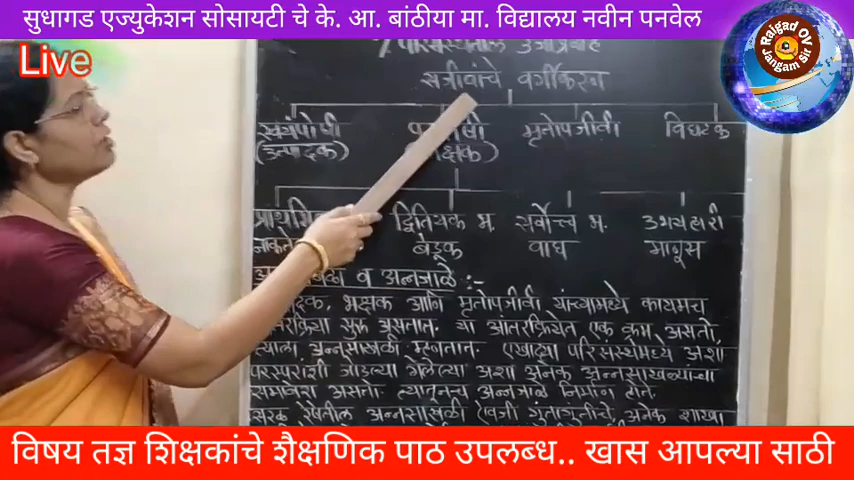 सुधागड एज्युकेशन सोसायटी चे के. आ. बांठीया मा. विद्यालय नवीन पनवेल
Live
Raigad OV
Jangam Sir
सजीवांचे वर्गीकरण
स्वयंपोषी मृतोपजीवी विघटक
(उत्पादक)
द्वितियक भ. सर्वोच्च भ. उभयहारी
बेडूक वाघ माणूस
व अन्नजाळे :-
भक्षक आणि मृतोपजीवी यांच्यामध्ये कायमच
सुरू असतात. या आंतरक्रियेत एक क्रम असतो,
त्याला अन्नसाखळी म्हणतात. एखाद्या परिसंस्थेमध्ये अशा
परस्पराशी जोडल्या गेलेल्या अशा अनेक अन्नसाखळ्यांचा
समावेश असतो त्यातूनच अन्नजाळे निर्माण होते.
सरळ रेषेतील अन्नसाखळी ऐवजी गुंतागुंतीचे, अनेक शाखा
विषय तज्ञ शिक्षकांचे शैक्षणिक पाठ उपलब्ध.. खास आपल्या साठी